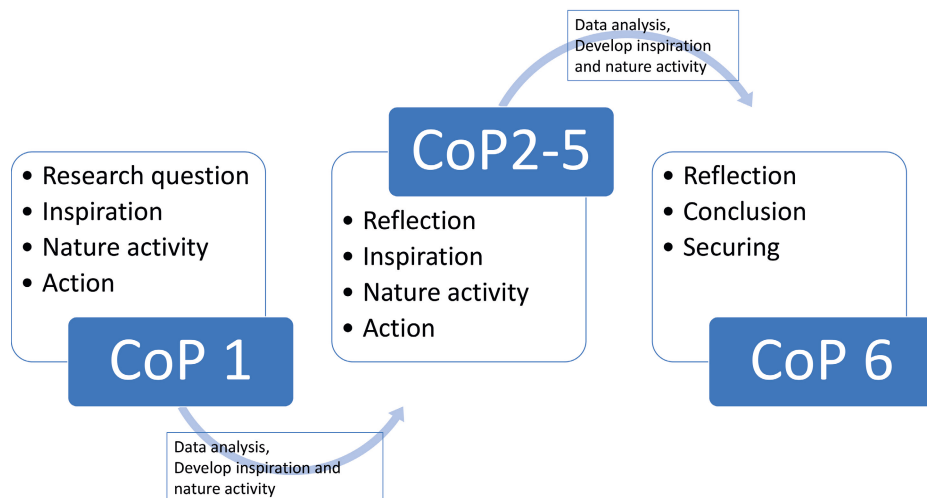 • Research question
• Inspiration
• Nature activity
• Action
CoP 1
Data analysis,
Develop inspiration and
nature activity
CoP2-5
• Reflection
• Inspiration
• Nature activity
• Action
Data analysis,
Develop inspiration
and nature activity
• Reflection
• Conclusion
• Securing
CoP 6